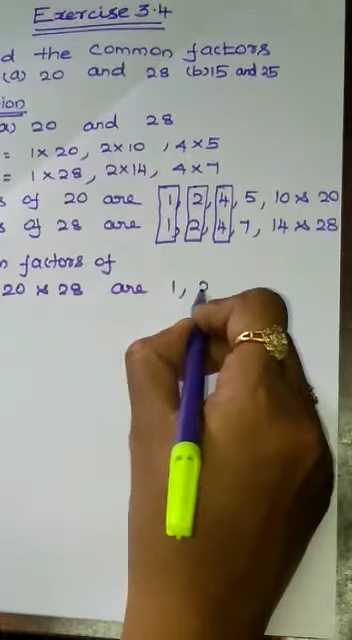 Exercise 3.4
d the common factors
(a) 20 and 28 (b) 15 and 25
ion
a) 20 and 28
= 1 x 20, 2 x 10, 4 x 5
= 1 x 28, 2 x 14, 4 x 7
s of 20 are 1, 2, 4, 5, 10 & 20
s of 28 are 1, 2, 4, 7, 14 & 28
n factors of
20 & 28 are 1, 2